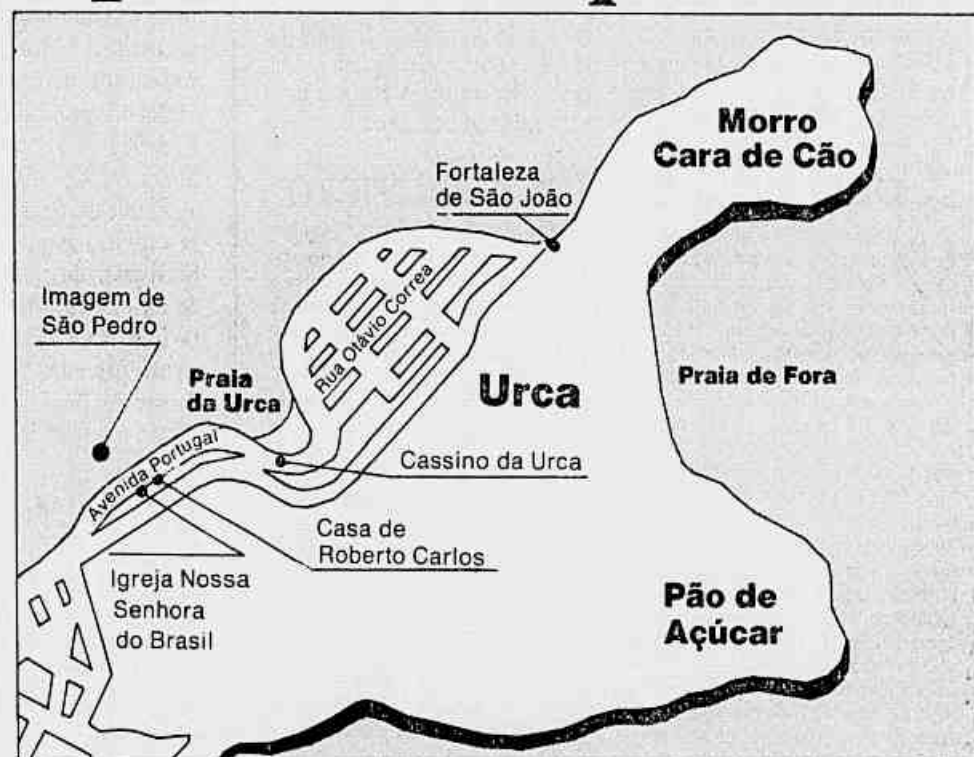 Morro
Cara de Cão
Fortaleza
de São João
Imagem de
São Pedro
Rua Otávio Correa
Praia
da Urca
Urca
Praia de Fora
Avenida Portugal
Cassino da Urca
Casa de
Roberto Carlos
Igreja Nossa
Senhora
do Brasil
Pão de
Açúcar